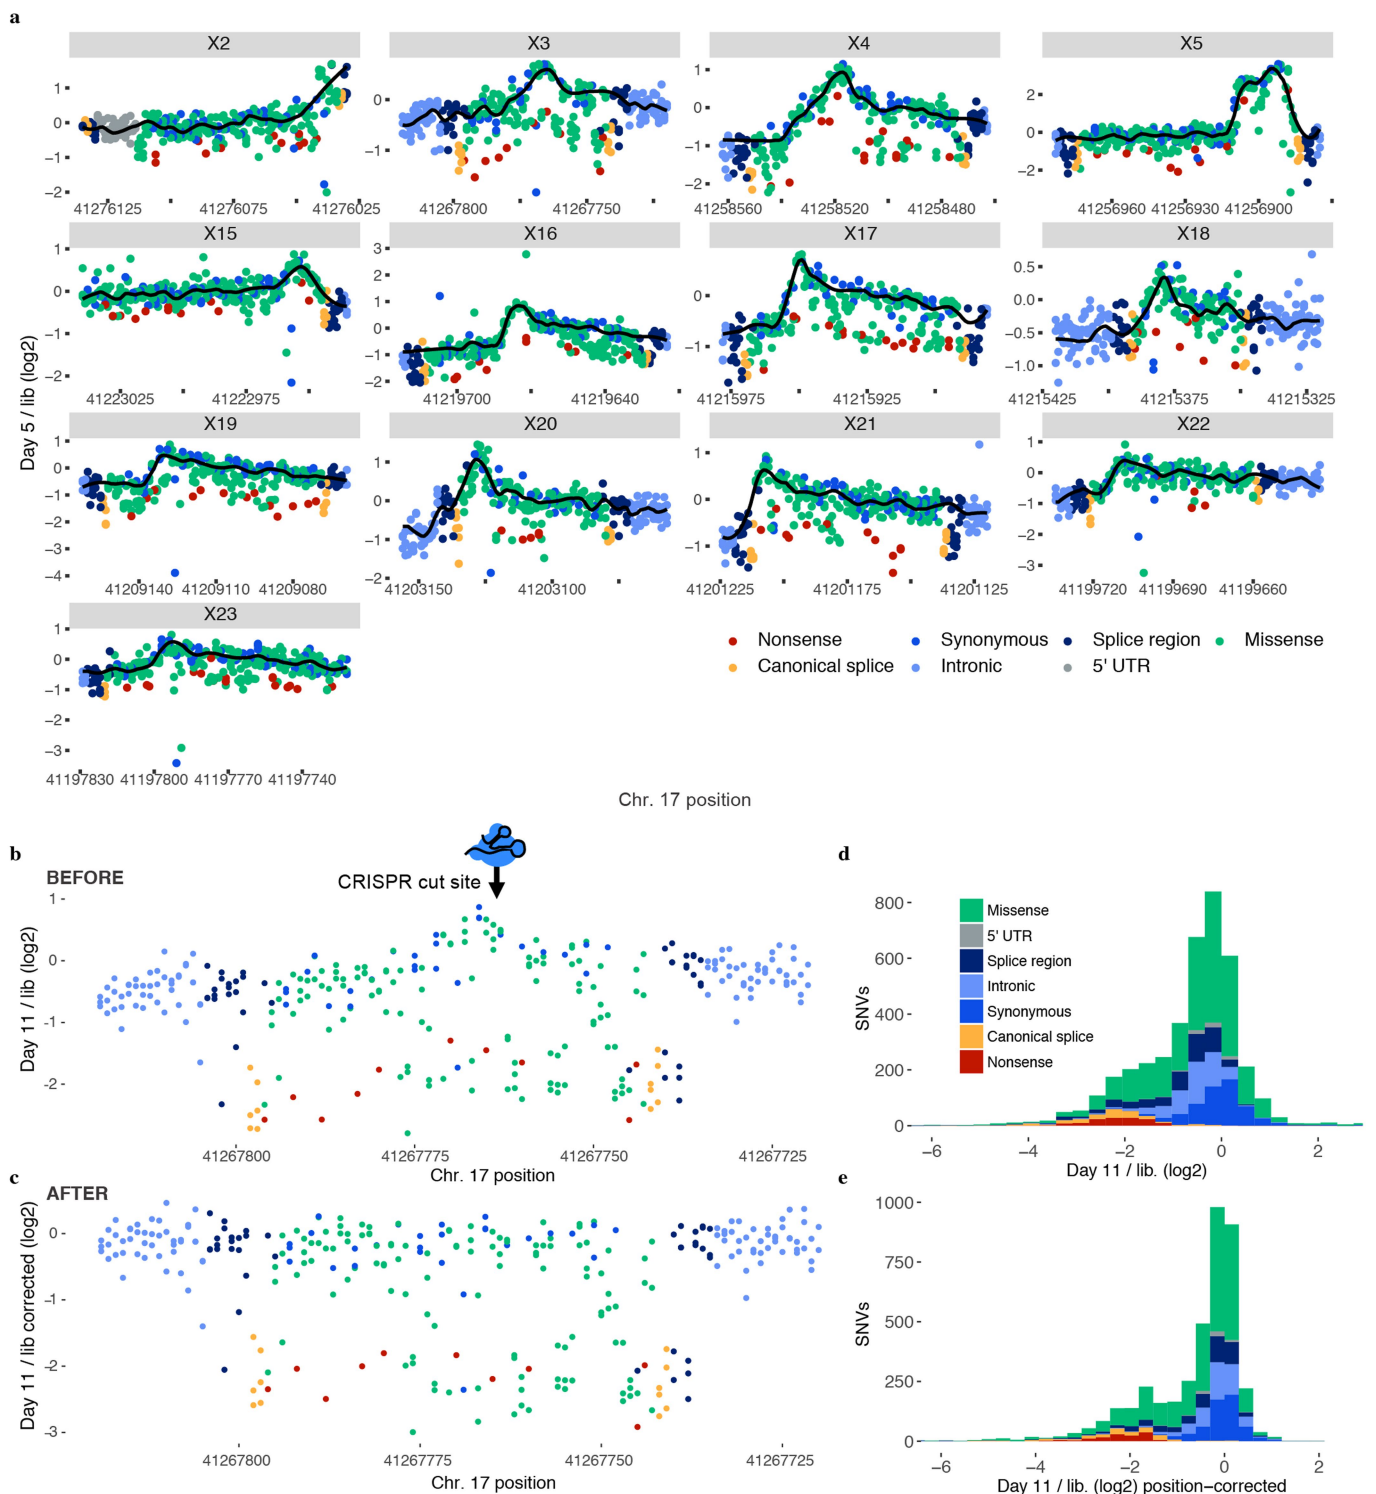 a
X2 X3 X4 X5
1
0
−1
−2
0
−1
1
0
−1
−2
2
0
−2
41276125 41276075 41276025 41267800 41267750 41258560 41258520 41258480 41256960 41256930 41256900
X15 X16 X17 X18
1
0
−1
−2
3
2
1
0
−1
−2
0
−1
0.5
0.0
−0.5
−1.0
41223025 41222975 41219700 41219640 41215975 41215925 41215425 41215375 41215325
Day 5 / lib (log2)
X19 X20 X21 X22
1
0
−1
−2
−3
−4
1
0
−1
−2
1
0
−1
1
0
−1
−2
−3
41209140 41209110 41209080 41203150 41203100 41201225 41201175 41201125 41199720 41199690 41199660
X23
1
0
−1
−2
−3
41197830 41197800 41197770 41197740
Nonsense Synonymous Splice region Missense
Canonical splice Intronic 5' UTR
Chr. 17 position
b
BEFORE
CRISPR cut site
Day 11 / lib (log2)
1
0
-1
-2
41267800 41267775 41267750 41267725
Chr. 17 position
c
AFTER
Day 11 / lib corrected (log2)
0
-1
-2
-3
41267800 41267775 41267750 41267725
Chr. 17 position
d
SNVs
800
600
400
200
0
Missense
5' UTR
Splice region
Intronic
Synonymous
Canonical splice
Nonsense
−6 −4 −2 0 2
Day 11 / lib. (log2)
e
SNVs
1000
750
500
250
0
−6 −4 −2 0 2
Day 11 / lib. (log2) position−corrected